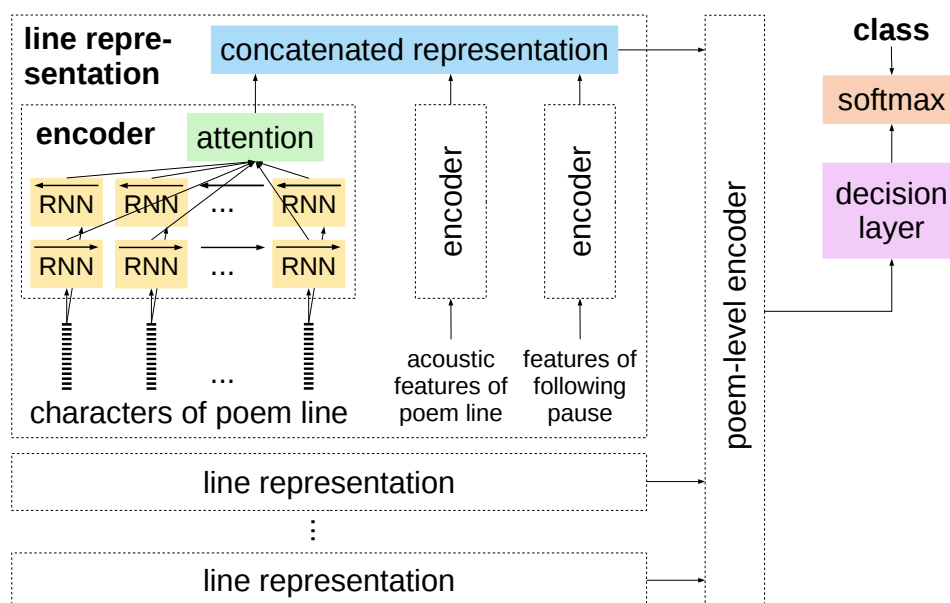 line repre-
sentation
concatenated representation
encoder
attention
RNN RNN ... RNN
RNN RNN ... RNN
...
characters of poem line
encoder
acoustic
features of
poem line
encoder
features of
following
pause
line representation
...
line representation
poem-level encoder
class
softmax
decision
layer